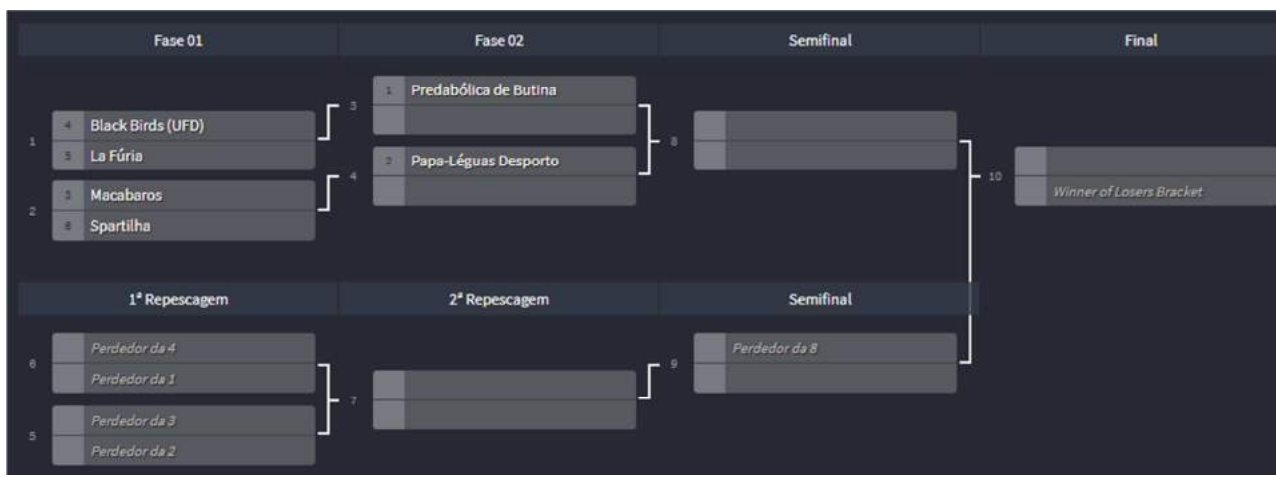 Fase 01
Fase 02
Semifinal
Final
1
4 Black Birds (UFD)
5 La Fúria
2
3 Macabaros
6 Spartilha
3
1 Predabólica de Butina
4
2 Papa-Léguas Desporto
8
10
Winner of Losers Bracket
1ª Repescagem
2ª Repescagem
Semifinal
6
Perdedor da 4
Perdedor da 1
5
Perdedor da 3
Perdedor da 2
7
9
Perdedor da 8